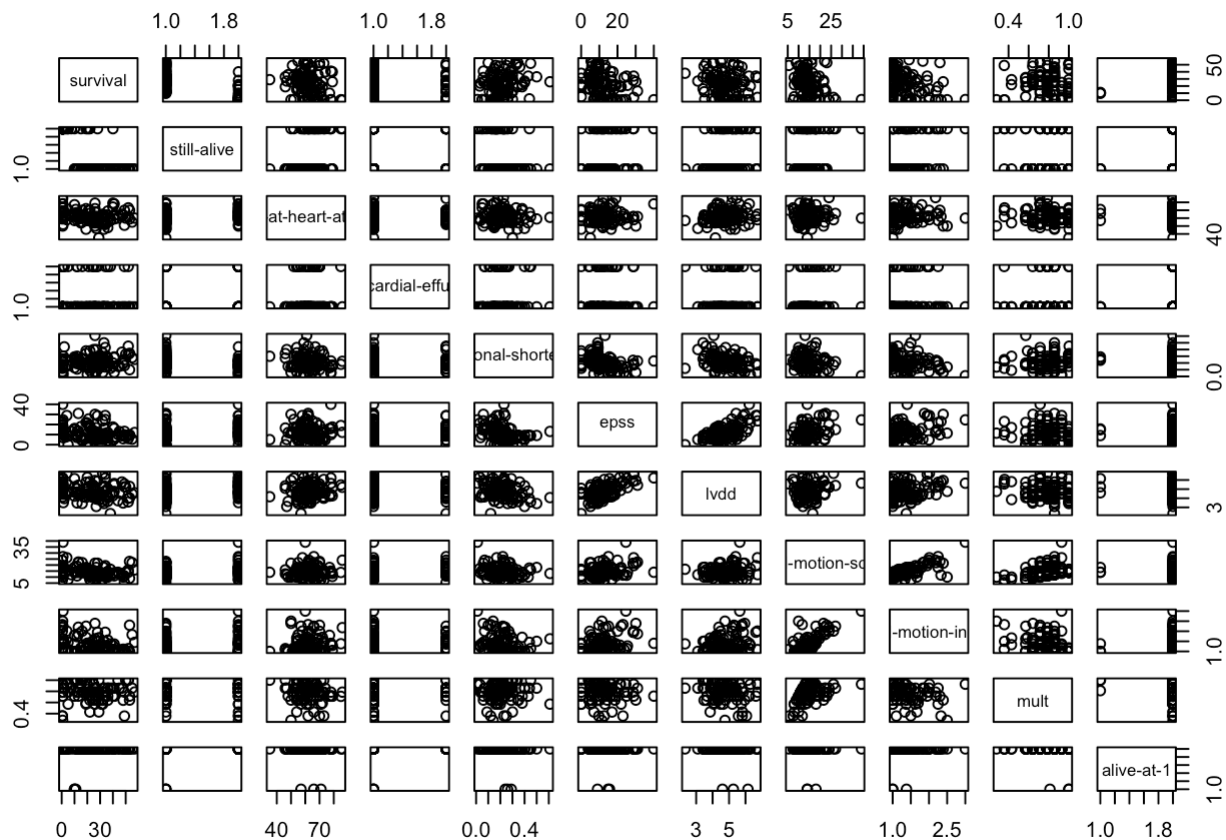 1.0 1.8 1.0 1.8 0 20 5 25 0.4 1.0
survival
0 50
1.0
still-alive
at-heart-at
40
1.0
cardial-effu
onal-shorte
0.0
0 40
epss
lvdd
3
5 35
-motion-sc
-motion-in
1.0
0.4
mult
alive-at-1
1.0
0 30 40 70 0.0 0.4 3 5 1.0 2.5 1.0 1.8